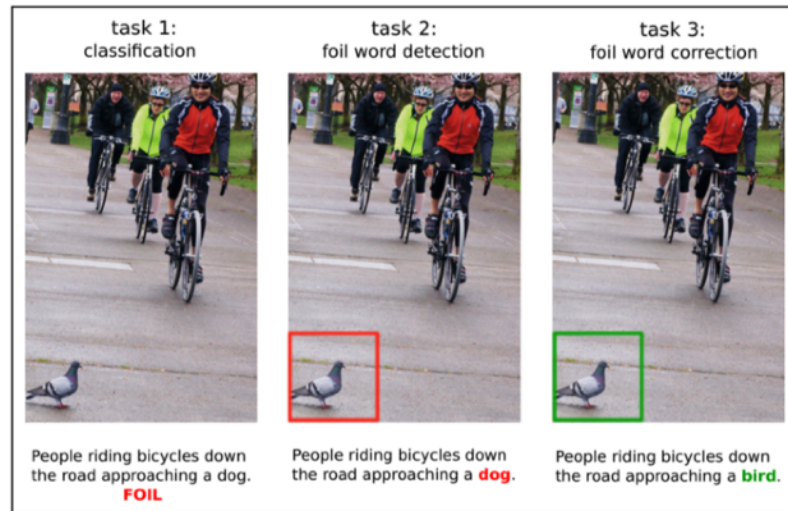 task 1:
classification
task 2:
foil word detection
task 3:
foil word correction
People riding bicycles down
the road approaching a dog.
FOIL
People riding bicycles down
the road approaching a dog.
People riding bicycles down
the road approaching a bird.